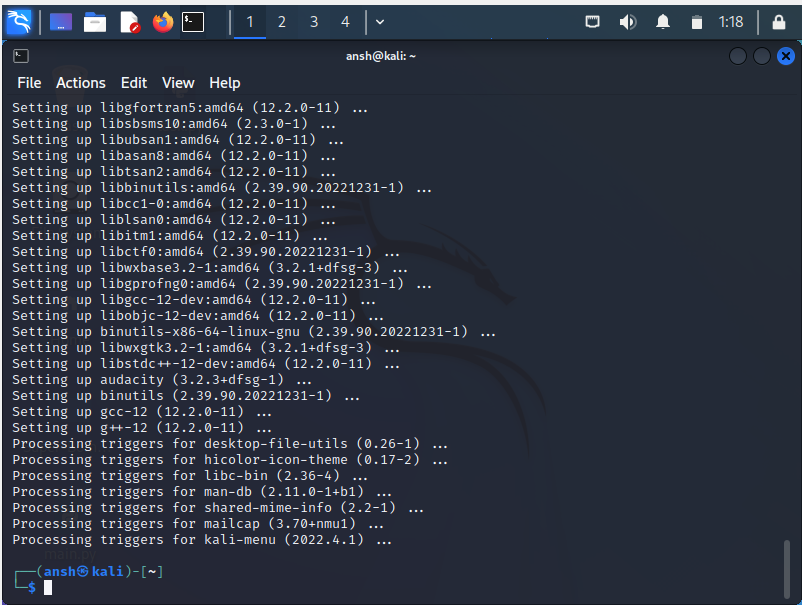 1 2 3 4 1:18
ansh@kali: ~
File Actions Edit View Help
Setting up libgfortran5:amd64 (12.2.0-11) ...
Setting up libsbsms10:amd64 (2.3.0-1) ...
Setting up libubsan1:amd64 (12.2.0-11) ...
Setting up libasan8:amd64 (12.2.0-11) ...
Setting up libtsan2:amd64 (12.2.0-11) ...
Setting up libbinutils:amd64 (2.39.90.20221231-1) ...
Setting up libcc1-0:amd64 (12.2.0-11) ...
Setting up liblsan0:amd64 (12.2.0-11) ...
Setting up libitm1:amd64 (12.2.0-11) ...
Setting up libctf0:amd64 (2.39.90.20221231-1) ...
Setting up libwxbase3.2-1:amd64 (3.2.1+dfsg-3) ...
Setting up libgprofng0:amd64 (2.39.90.20221231-1) ...
Setting up libgcc-12-dev:amd64 (12.2.0-11) ...
Setting up libobjc-12-dev:amd64 (12.2.0-11) ...
Setting up binutils-x86-64-linux-gnu (2.39.90.20221231-1) ...
Setting up libwxgtk3.2-1:amd64 (3.2.1+dfsg-3) ...
Setting up libstdc++-12-dev:amd64 (12.2.0-11) ...
Setting up audacity (3.2.3+dfsg-1) ...
Setting up binutils (2.39.90.20221231-1) ...
Setting up gcc-12 (12.2.0-11) ...
Setting up g++-12 (12.2.0-11) ...
Processing triggers for desktop-file-utils (0.26-1) ...
Processing triggers for hicolor-icon-theme (0.17-2) ...
Processing triggers for libc-bin (2.36-4) ...
Processing triggers for man-db (2.11.0-1+b1) ...
Processing triggers for shared-mime-info (2.2-1) ...
Processing triggers for mailcap (3.70+nmu1) ...
Processing triggers for kali-menu (2022.4.1) ...
main.py
┌──(ansh㉿kali)-[~]
└─$